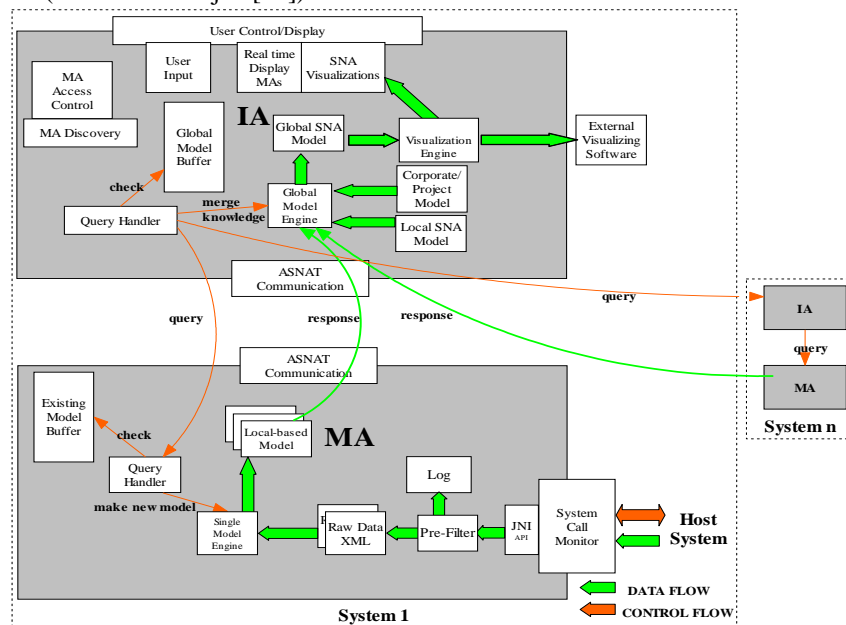 User Control/Display
User
Input
Real time
Display
MAs
SNA
Visualizations
MA
Access
Control
MA Discovery
Global
Model
Buffer
IA
Global SNA
Model
Visualization
Engine
External
Visualizing
Software
check
merge
knowledge
Query Handler
Global
Model
Engine
Corporate/
Project
Model
Local SNA
Model
ASNAT
Communication
query
response
response
query
IA
query
MA
System n
ASNAT
Communication
Existing
Model
Buffer
check
Query
Handler
make new model
Local-based
Model
MA
Log
Single
Model
Engine
Raw Data
XML
Pre-Filter
JNI
API
System
Call
Monitor
Host
System
DATA FLOW
CONTROL FLOW
System 1